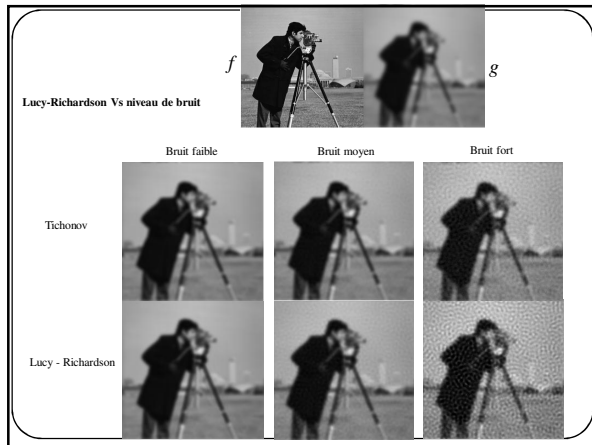 f
g
Lucy-Richardson Vs niveau de bruit
Bruit faible Bruit moyen Bruit fort
Tichonov
Lucy - Richardson